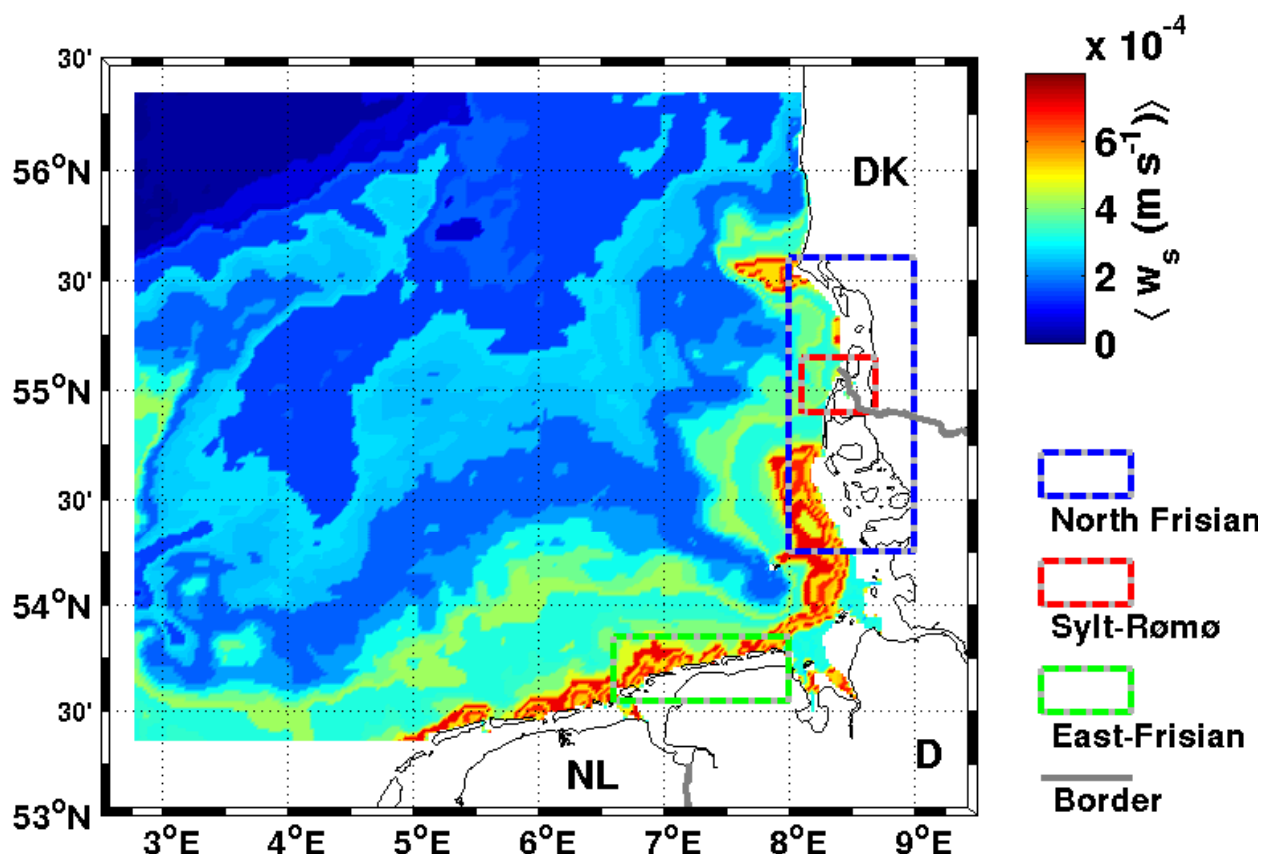 x 10⁻⁴
30'
56°N
30'
55°N
30'
54°N
30'
53°N
3°E 4°E 5°E 6°E 7°E 8°E 9°E
DK
NL
D
6
4
2
0
⟨ w_s (m s⁻¹) ⟩
North Frisian
Sylt-Rømø
East-Frisian
Border